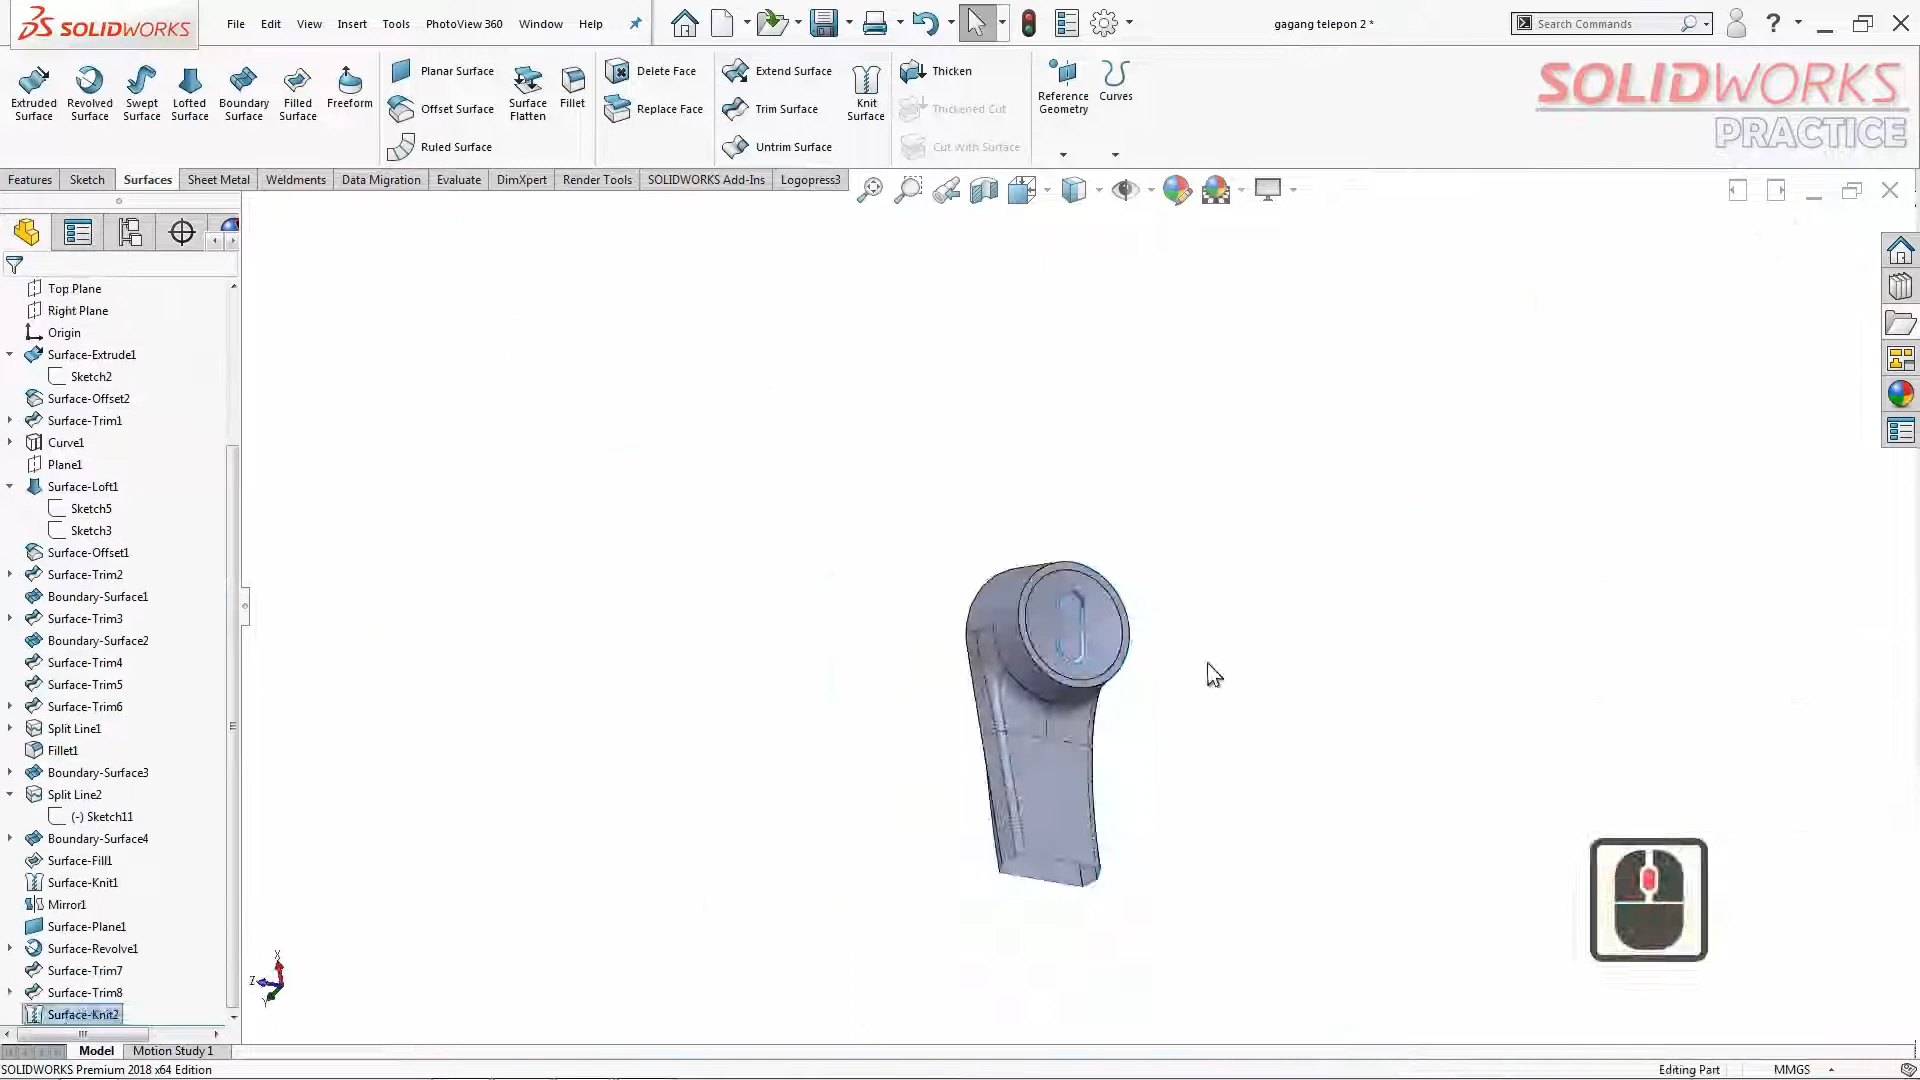 SOLIDWORKS
File Edit View Insert Tools PhotoView 360 Window Help
gagang telepon 2 *
Search Commands
?
Extruded Surface
Revolved Surface
Swept Surface
Lofted Surface
Boundary Surface
Filled Surface
Freeform
Planar Surface
Offset Surface
Ruled Surface
Surface Flatten
Fillet
Delete Face
Replace Face
Extend Surface
Trim Surface
Untrim Surface
Knit Surface
Thicken
Thickened Cut
Cut With Surface
Reference Geometry
Curves
SOLIDWORKS
PRACTICE
Features Sketch Surfaces Sheet Metal Weldments Data Migration Evaluate DimXpert Render Tools SOLIDWORKS Add-Ins Logopress3
Top Plane
Right Plane
Origin
Surface-Extrude1
Sketch2
Surface-Offset2
Surface-Trim1
Curve1
Plane1
Surface-Loft1
Sketch5
Sketch3
Surface-Offset1
Surface-Trim2
Boundary-Surface1
Surface-Trim3
Boundary-Surface2
Surface-Trim4
Surface-Trim5
Surface-Trim6
Split Line1
Fillet1
Boundary-Surface3
Split Line2
(-) Sketch11
Boundary-Surface4
Surface-Fill1
Surface-Knit1
Mirror1
Surface-Plane1
Surface-Revolve1
Surface-Trim7
Surface-Trim8
Surface-Knit2
X
Z
Y
Model Motion Study 1
SOLIDWORKS Premium 2018 x64 Edition
Editing Part
MMGS